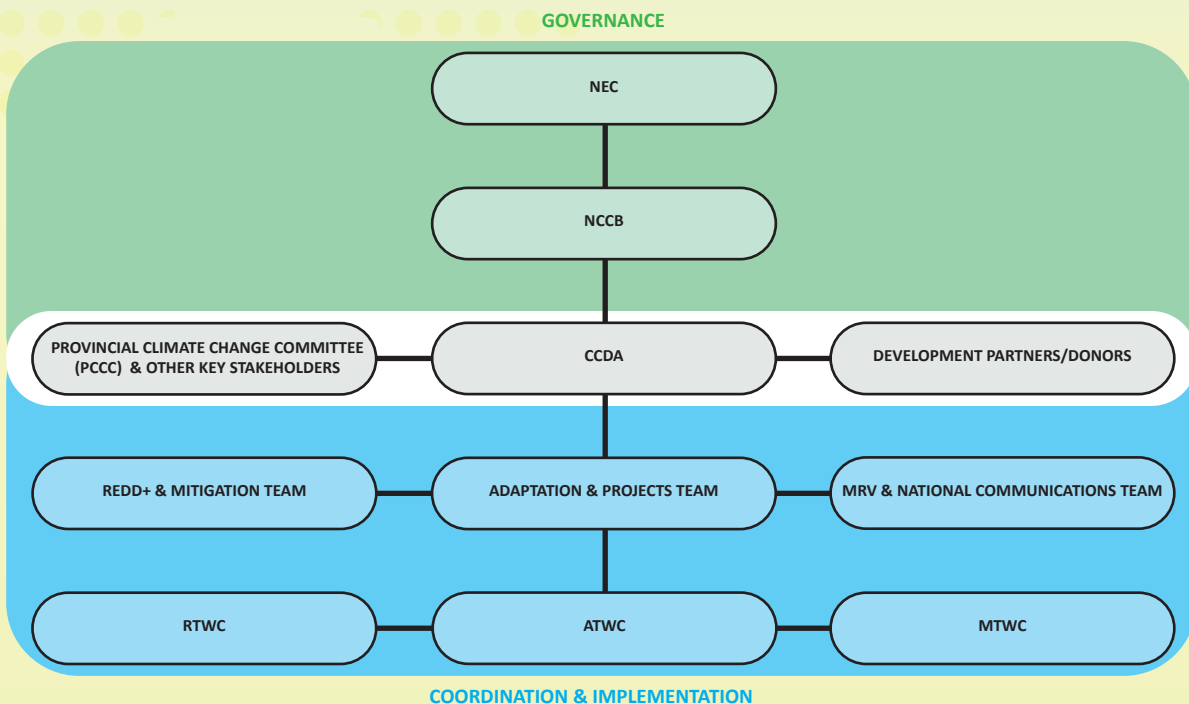 GOVERNANCE
NEC
NCCB
PROVINCIAL CLIMATE CHANGE COMMITTEE
(PCCC) & OTHER KEY STAKEHOLDERS
CCDA
DEVELOPMENT PARTNERS/DONORS
REDD+ & MITIGATION TEAM
ADAPTATION & PROJECTS TEAM
MRV & NATIONAL COMMUNICATIONS TEAM
RTWC
ATWC
MTWC
COORDINATION & IMPLEMENTATION